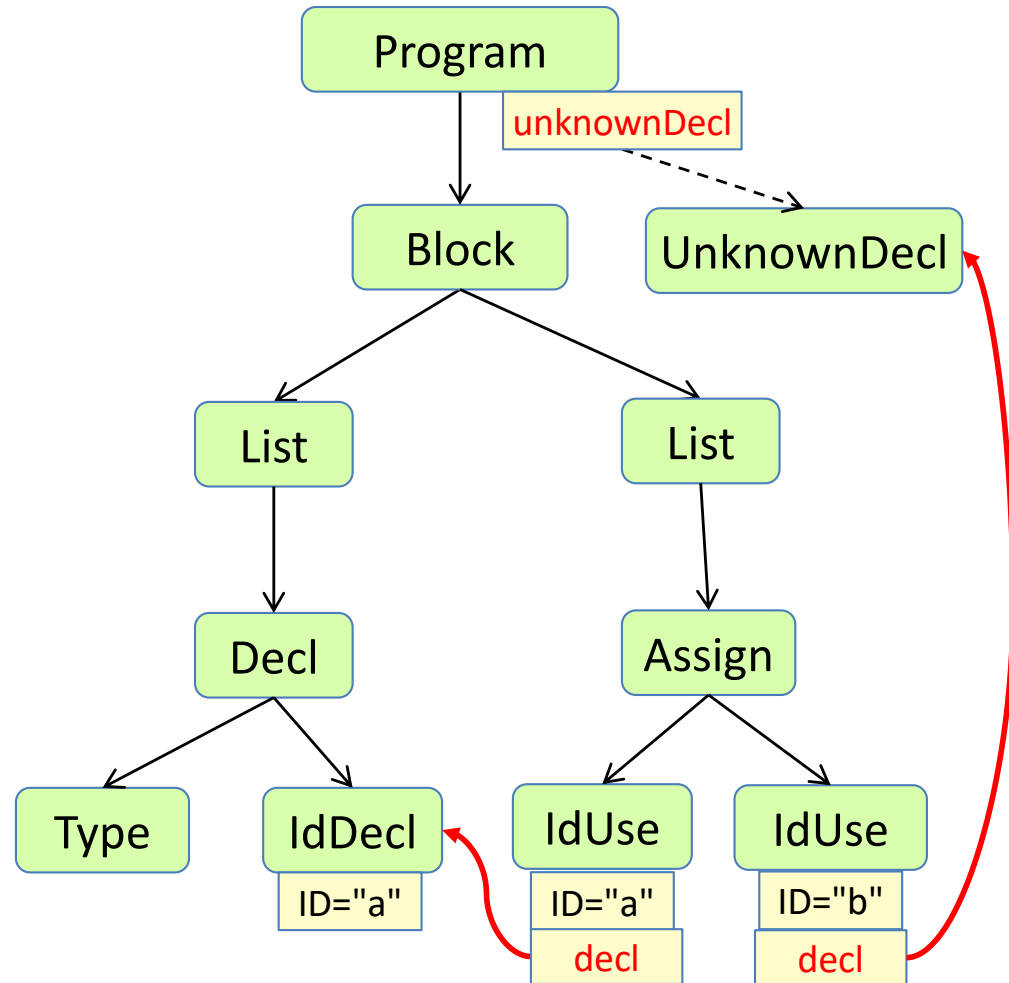 Program
unknownDecl
Block
UnknownDecl
List
List
Decl
Assign
Type
IdDecl
IdUse
IdUse
ID="a"
ID="a"
ID="b"
decl
decl